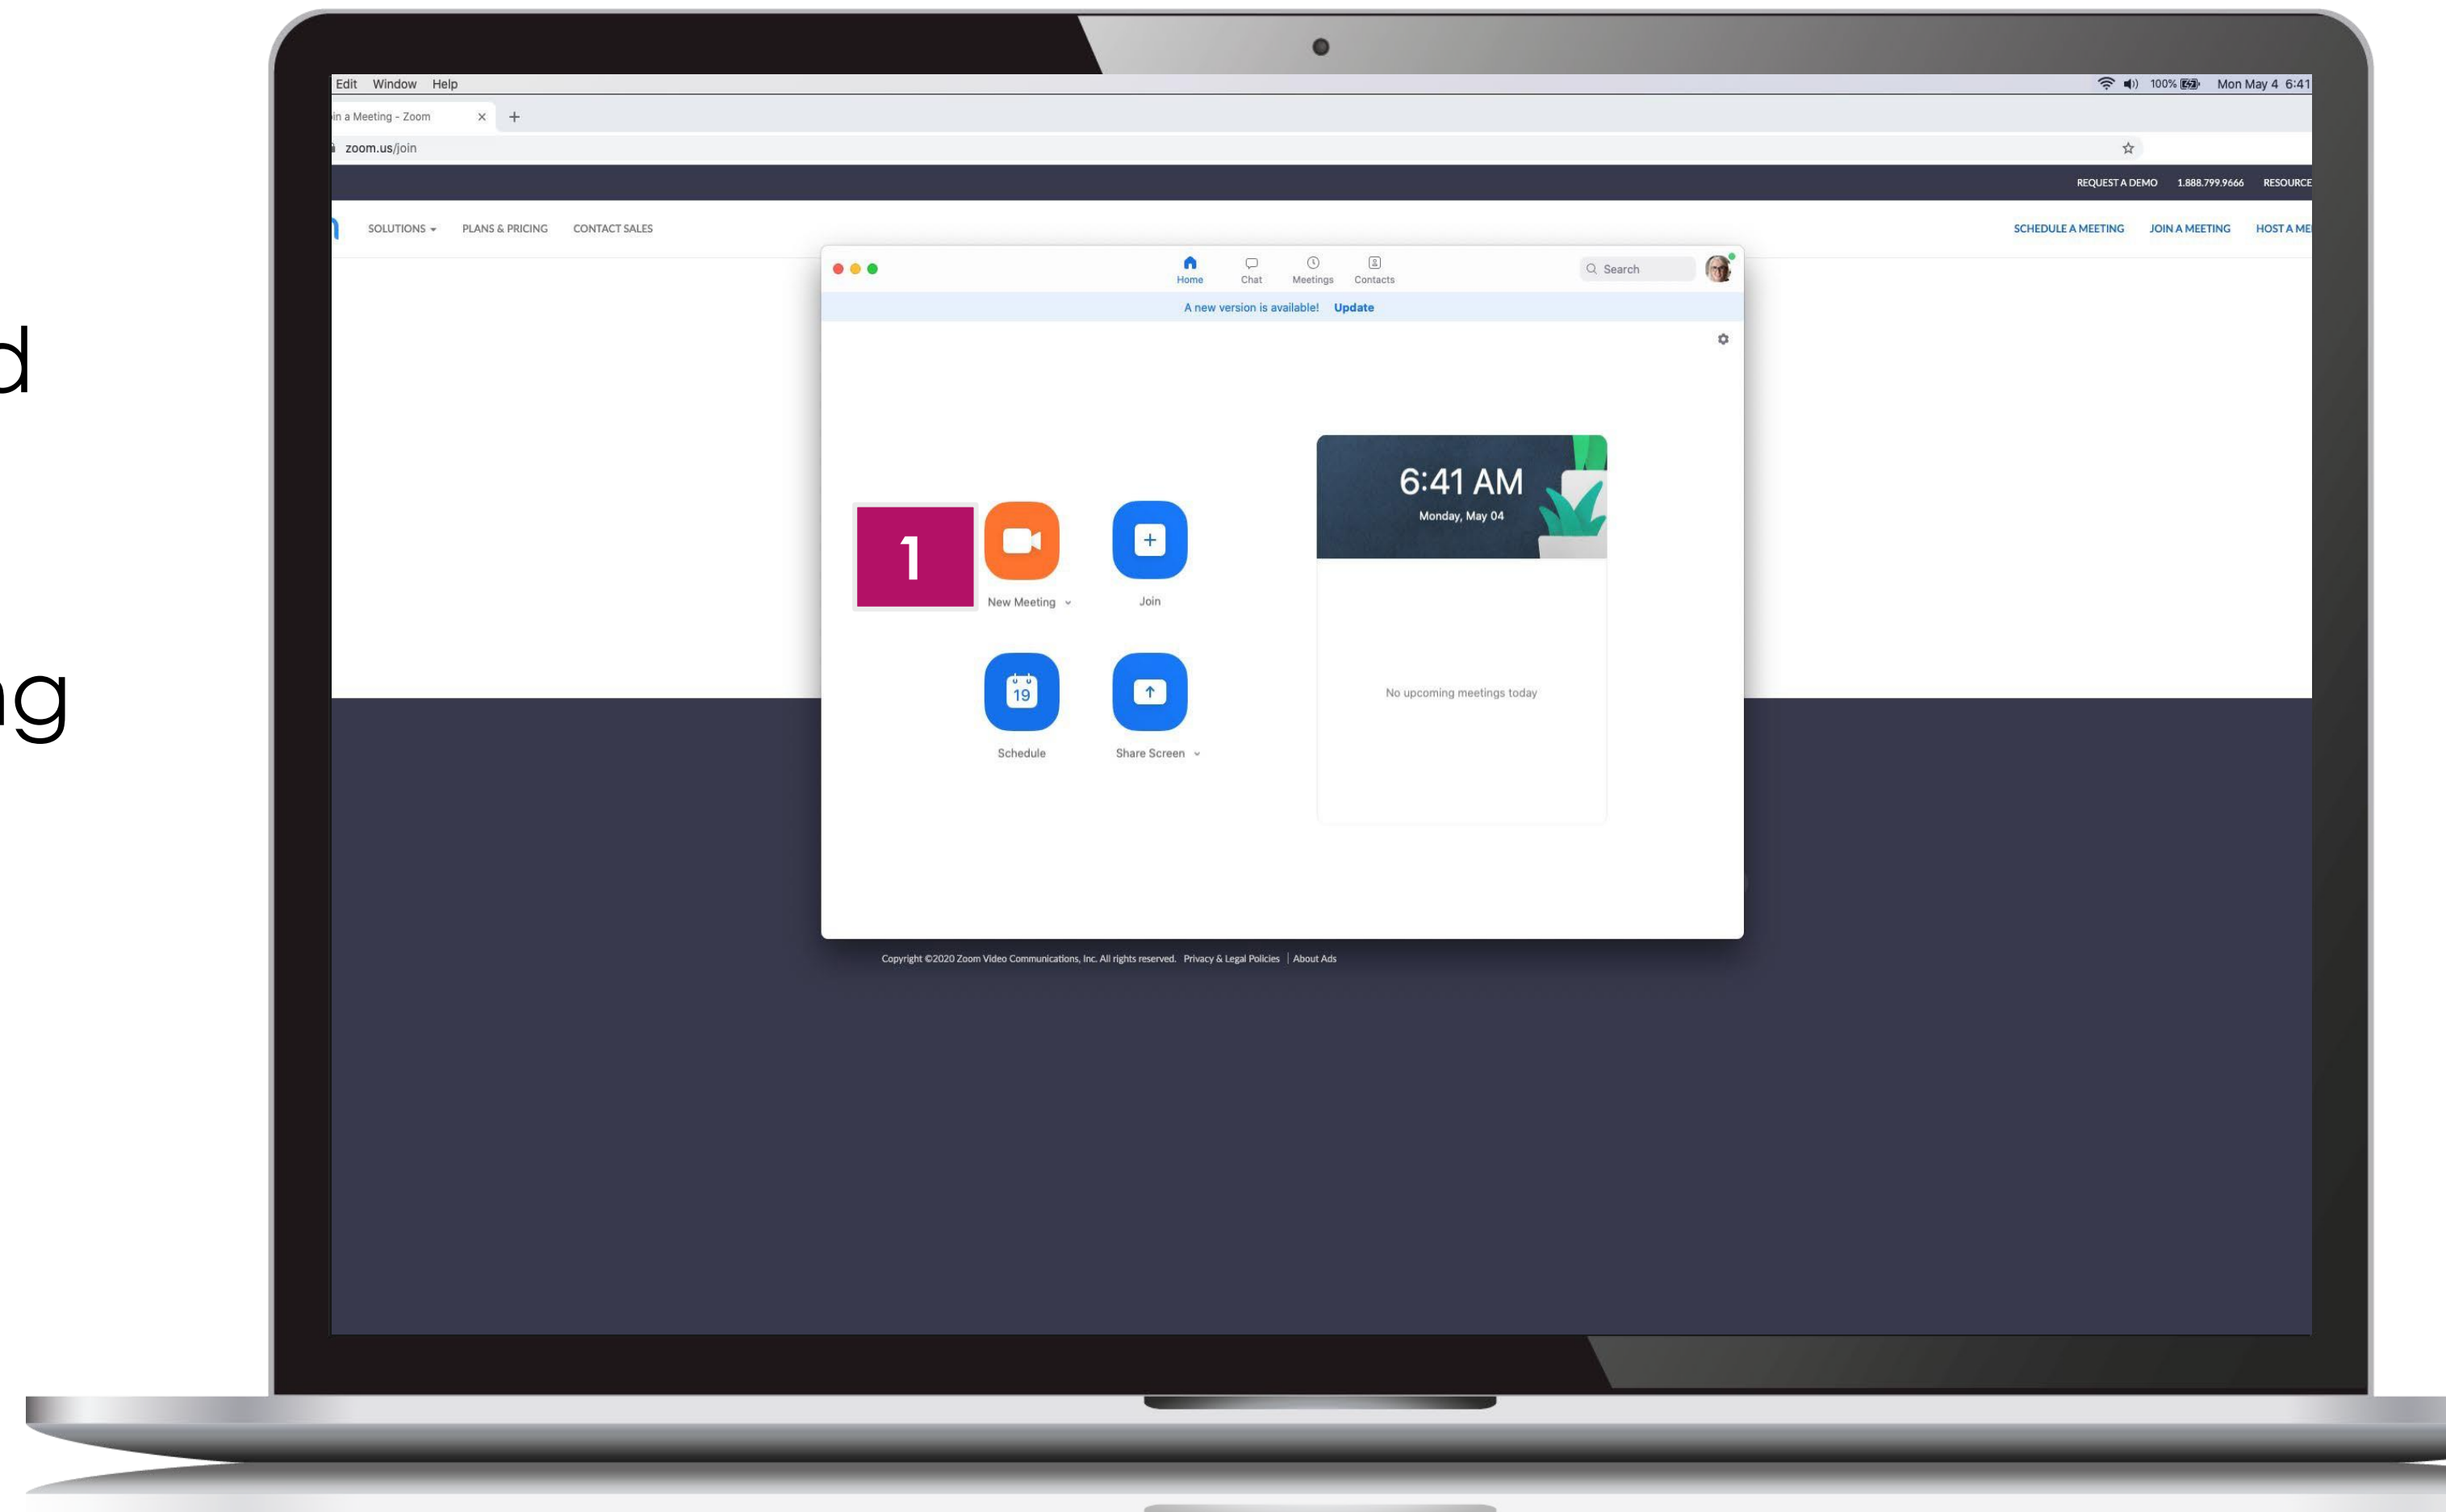 d
ng
Edit Window Help
100% Mon May 4 6:41
in a Meeting - Zoom × +
zoom.us/join
REQUEST A DEMO 1.888.799.9666 RESOURCE
SOLUTIONS PLANS & PRICING CONTACT SALES
SCHEDULE A MEETING JOIN A MEETING HOST A ME
Home Chat Meetings Contacts
Search
A new version is available! Update
6:41 AM
Monday, May 04
1
New Meeting
Join
19
Schedule
Share Screen
No upcoming meetings today
Copyright ©2020 Zoom Video Communications, Inc. All rights reserved. Privacy & Legal Policies | About Ads